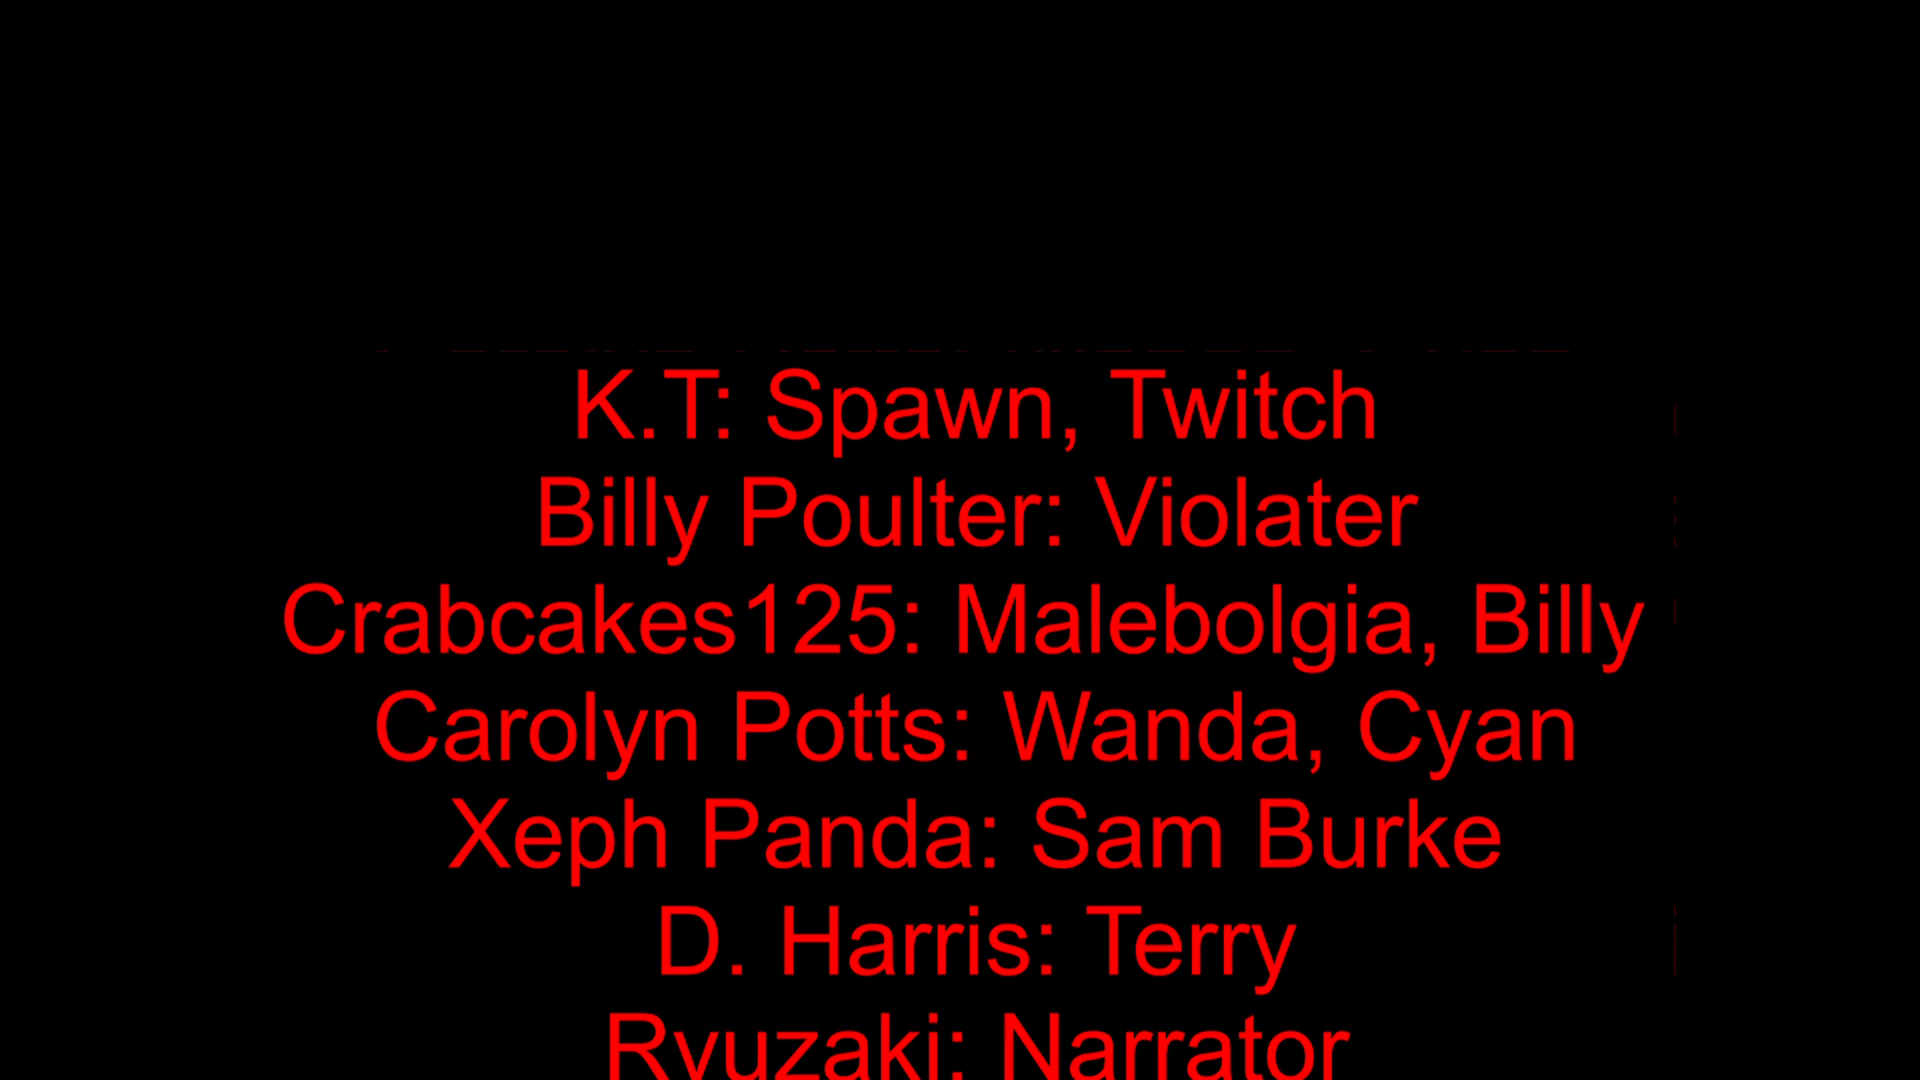 K.T: Spawn, Twitch
Billy Poulter: Violater
Crabcakes125: Malebolgia, Billy
Carolyn Potts: Wanda, Cyan
Xeph Panda: Sam Burke
D. Harris: Terry
Ryuzaki: Narrator